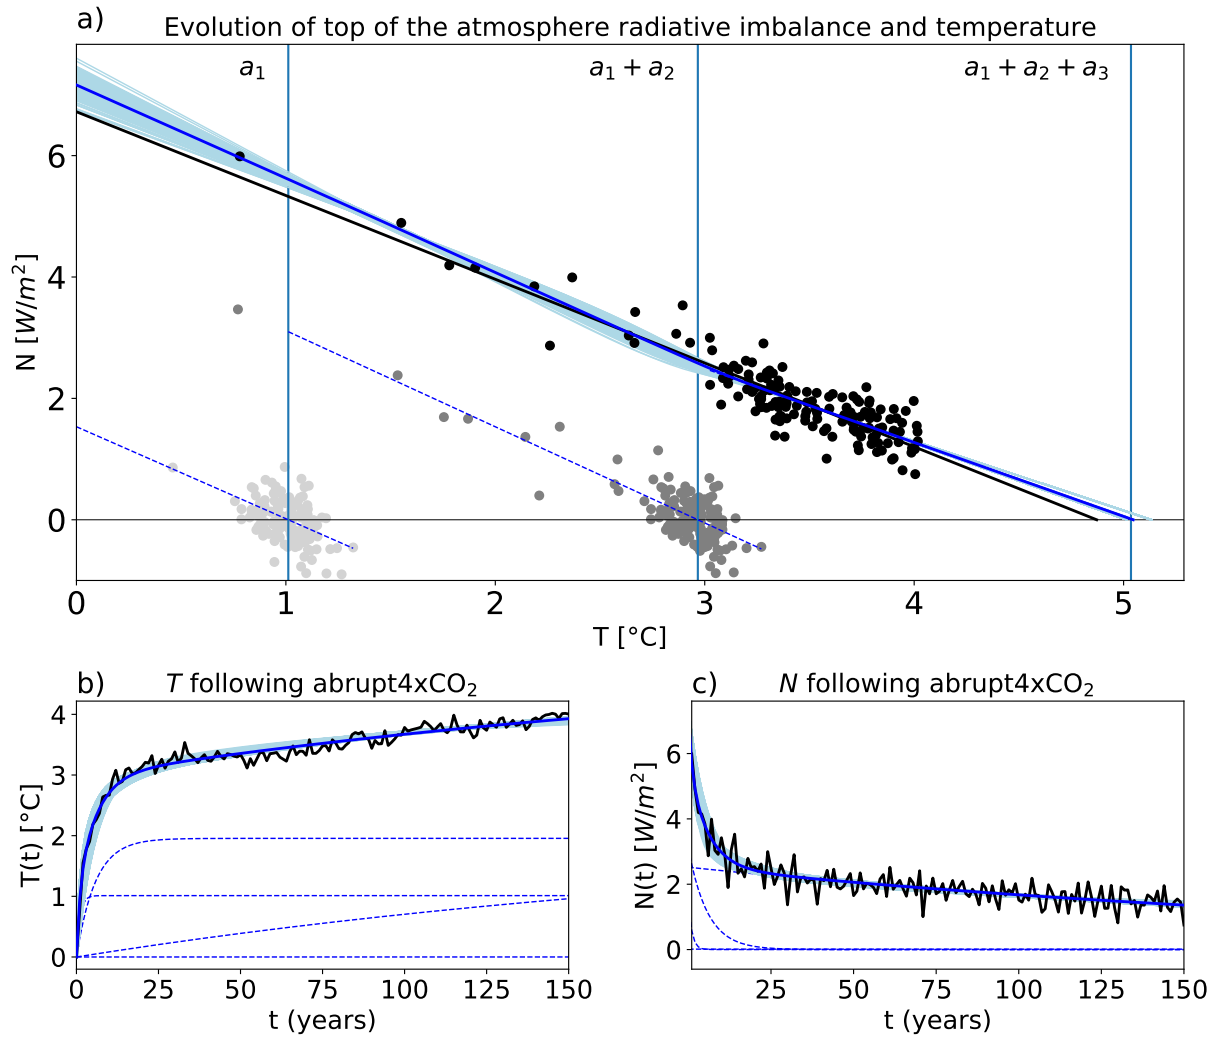 a) Evolution of top of the atmosphere radiative imbalance and temperature
a₁
a₁ + a₂
a₁ + a₂ + a₃
N [W/m²]
6
4
2
0
0 1 2 3 4 5
T [°C]
b) T following abrupt4xCO₂
T(t) [°C]
4
3
2
1
0
0 25 50 75 100 125 150
t (years)
c) N following abrupt4xCO₂
N(t) [W/m²]
6
4
2
0
25 50 75 100 125 150
t (years)